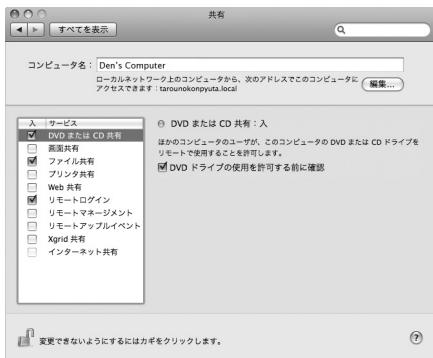 共有
すべてを表示
コンピュータ名： Den's Computer
ローカルネットワーク上のコンピュータから、次のアドレスでこのコンピュータに
アクセスできます：tarounokonpyuta.local
編集...
入 サービス
DVD または CD 共有
画面共有
ファイル共有
プリンタ共有
Web 共有
リモートログイン
リモートマネージメント
リモートアップルイベント
Xgrid 共有
インターネット共有
DVD または CD 共有：入
ほかのコンピュータのユーザが、このコンピュータの DVD または CD ドライブを
リモートで使用することを許可します。
DVD ドライブの使用を許可する前に確認
変更できないようにするにはカギをクリックします。
?